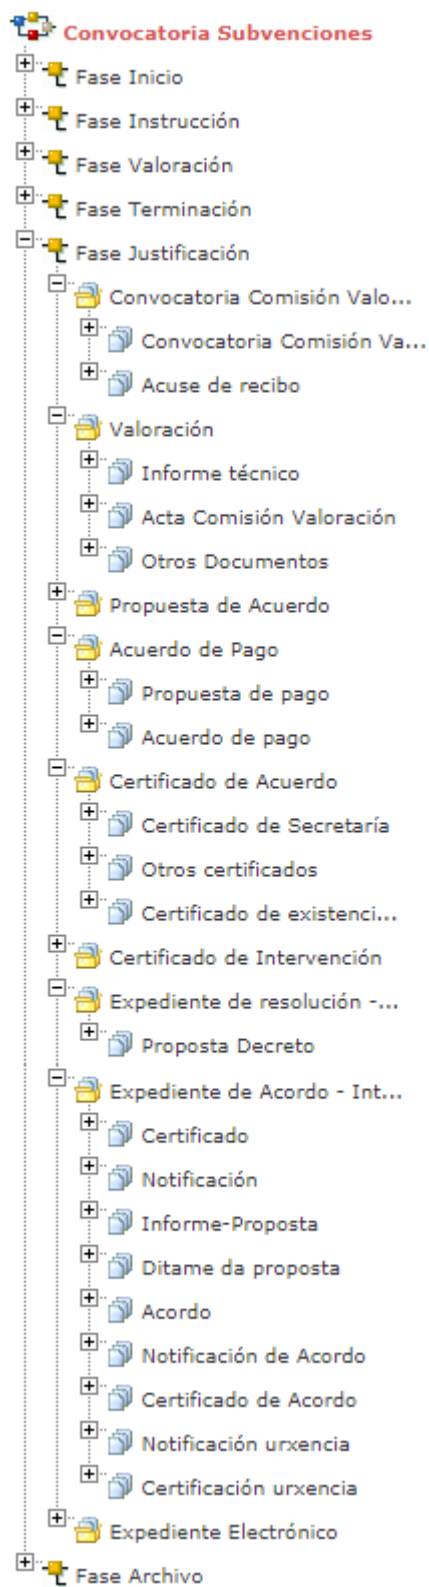 Convocatoria Subvenciones
Fase Inicio
Fase Instrucción
Fase Valoración
Fase Terminación
Fase Justificación
Convocatoria Comisión Valo...
Convocatoria Comisión Va...
Acuse de recibo
Valoración
Informe técnico
Acta Comisión Valoración
Otros Documentos
Propuesta de Acuerdo
Acuerdo de Pago
Propuesta de pago
Acuerdo de pago
Certificado de Acuerdo
Certificado de Secretaría
Otros certificados
Certificado de existenci...
Certificado de Intervención
Expediente de resolución -...
Proposta Decreto
Expediente de Acordo - Int...
Certificado
Notificación
Informe-Proposta
Ditame da proposta
Acordo
Notificación de Acordo
Certificado de Acordo
Notificación urxencia
Certificación urxencia
Expediente Electrónico
Fase Archivo